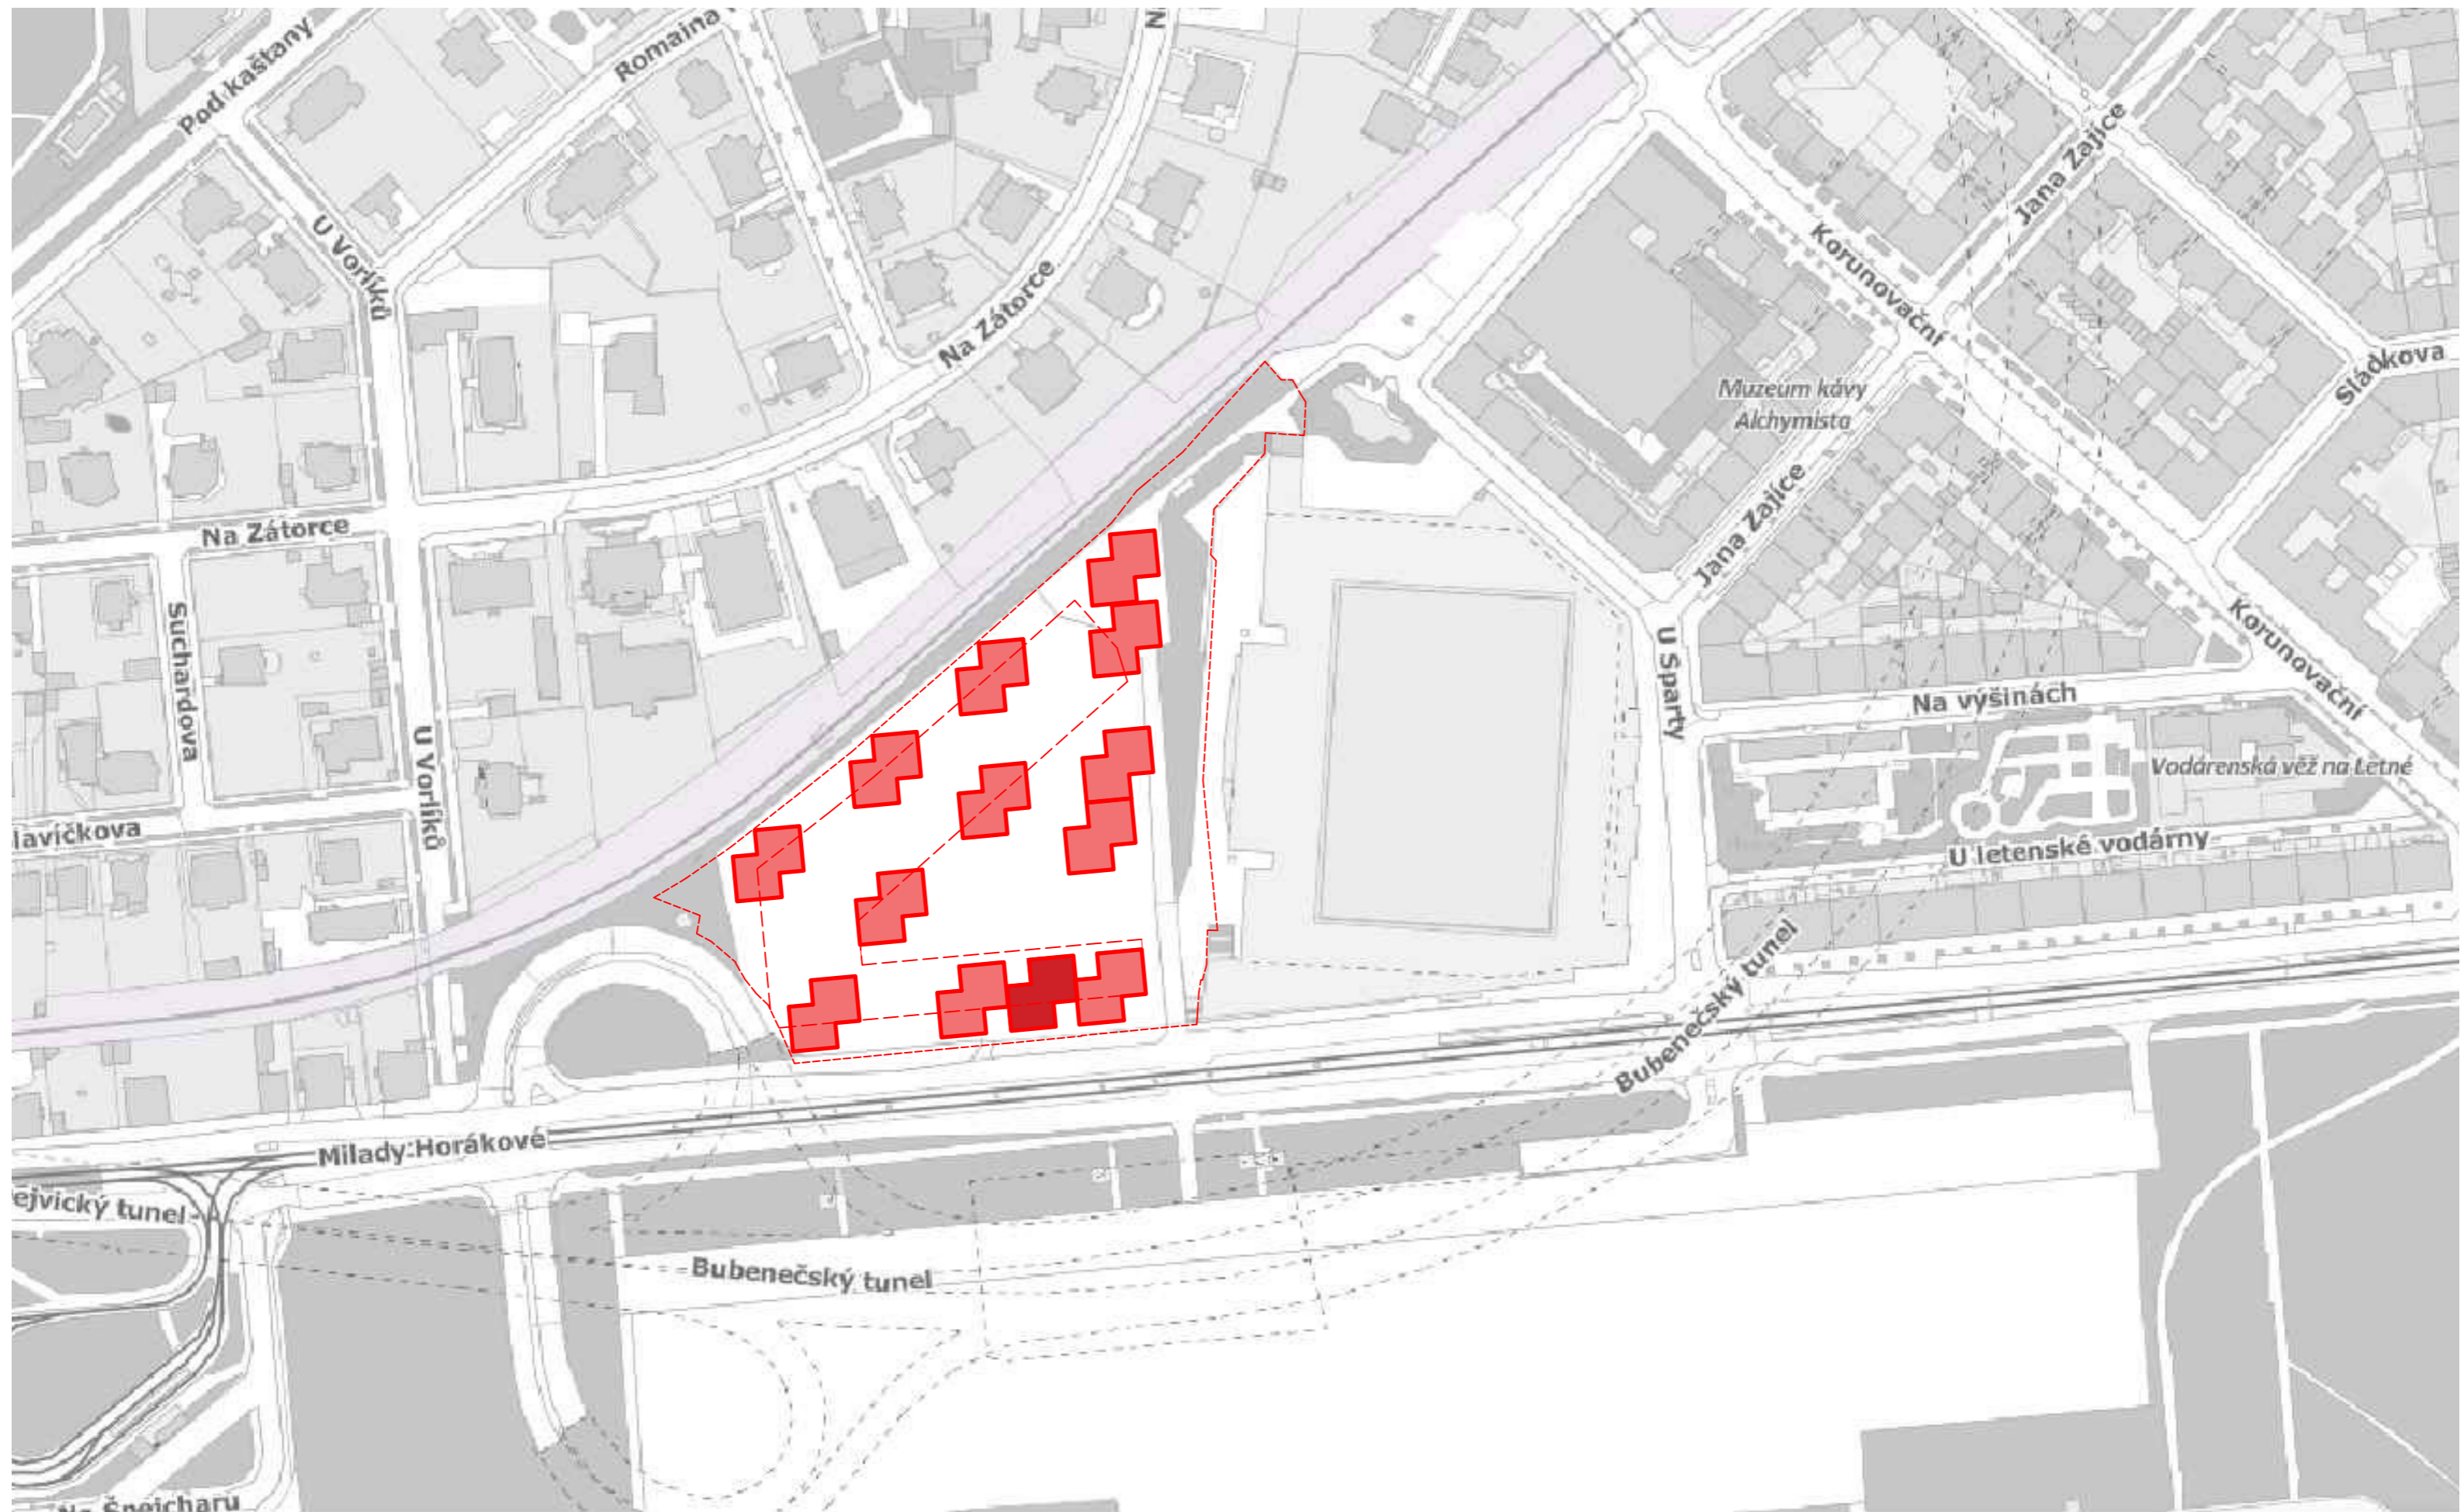 Pod kaštany
Romaina
U Vorlíků
Na Zátorce
Jana Zajíce
Korunovační
Sládkova
Muzeum kávy
Alchymista
Na Zátorce
Jana Zajíce
Suchardova
U Vorlíků
U Sparty
Na výšinách
Korunovační
Vodárenská věž na Letné
lavíčkova
U letenské vodárny
Bubenečský tunel
Milady Horákové
ejvický tunel
Bubenečský tunel
Na Špejcharu